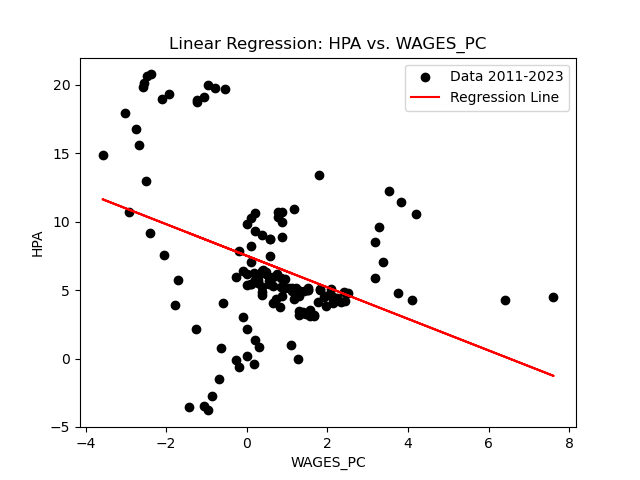 Linear Regression: HPA vs. WAGES_PC
Data 2011-2023
Regression Line
20
15
10
5
0
−5
HPA
−4
−2
0
2
4
6
8
WAGES_PC